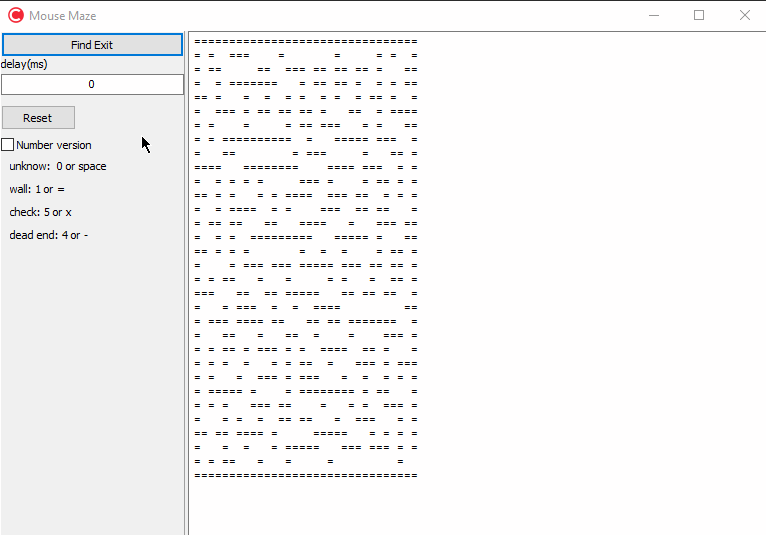 Mouse Maze
Find Exit
delay(ms)
0
Reset
Number version
unknow: 0 or space
wall: 1 or =
check: 5 or x
dead end: 4 or -
================================
= =  ===    =       =     = =  =
= ==     ==  === == == ==  =   ==
=  = =======   =  = =  = = =   =
== =   =  =  = =  = = == =  =  =
=  === = == = == =   ==  = ====
= =    =     = == ===  =    ==
=  = ==========  =  ====  =
=   ==        = ===     =   == =
====   ========    ==== ===  = =
=  = = = =     === =    = == = =
== ==  = =  = =  = ==  ===  =  =
=  = ====  = =    ===  ==    =
= == ==   ==   ====   =   === ==
=  = =  =========   ===== =   ==
== = = =        =  =  =   = == =
=    = === === ===== === == == =
= = ==   =   =     = =  =  = = =
===   ==  == =====   == == ==  =
=   = ===  =  =  ====         ==
= === ==== ==   == == =======  =
=   ==   =   ==  =    =    === =
= = == = === = =  ====  == =   =
= = =  =   =  = ==  =   === ===
= =   =  === = ===   =  =  = = =
= ===== =     = ======== = ==  =
= = =   === ==    =   = =  === =
=   = =  = = ==  =  =  ===   = =
== == ==== =     =====   = = = =
=   =  =   = =====  === === = =
= = ==   =   =     =         =
================================